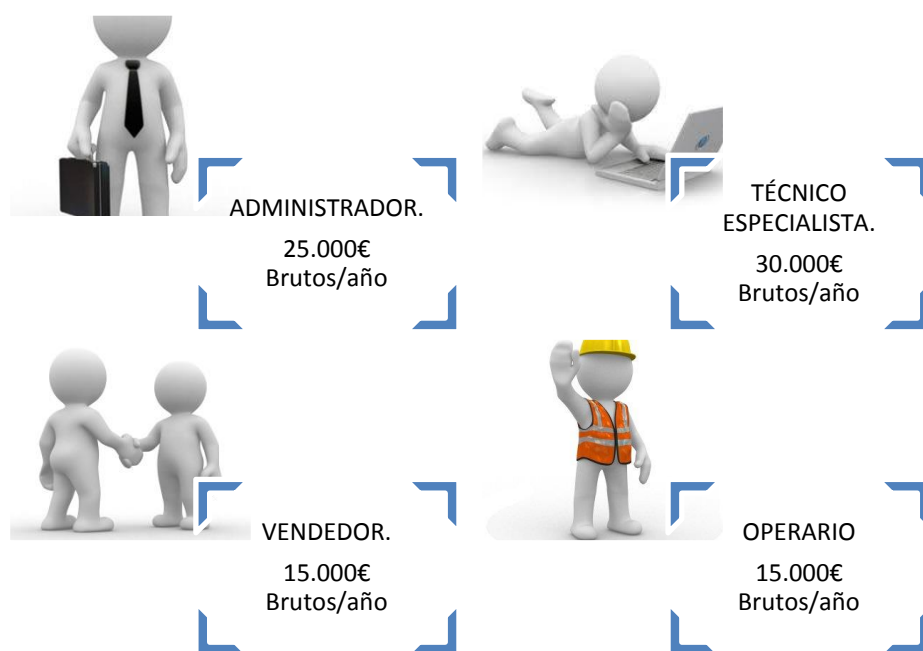 ADMINISTRADOR.
25.000€
Brutos/año
TÉCNICO
ESPECIALISTA.
30.000€
Brutos/año
VENDEDOR.
15.000€
Brutos/año
OPERARIO
15.000€
Brutos/año